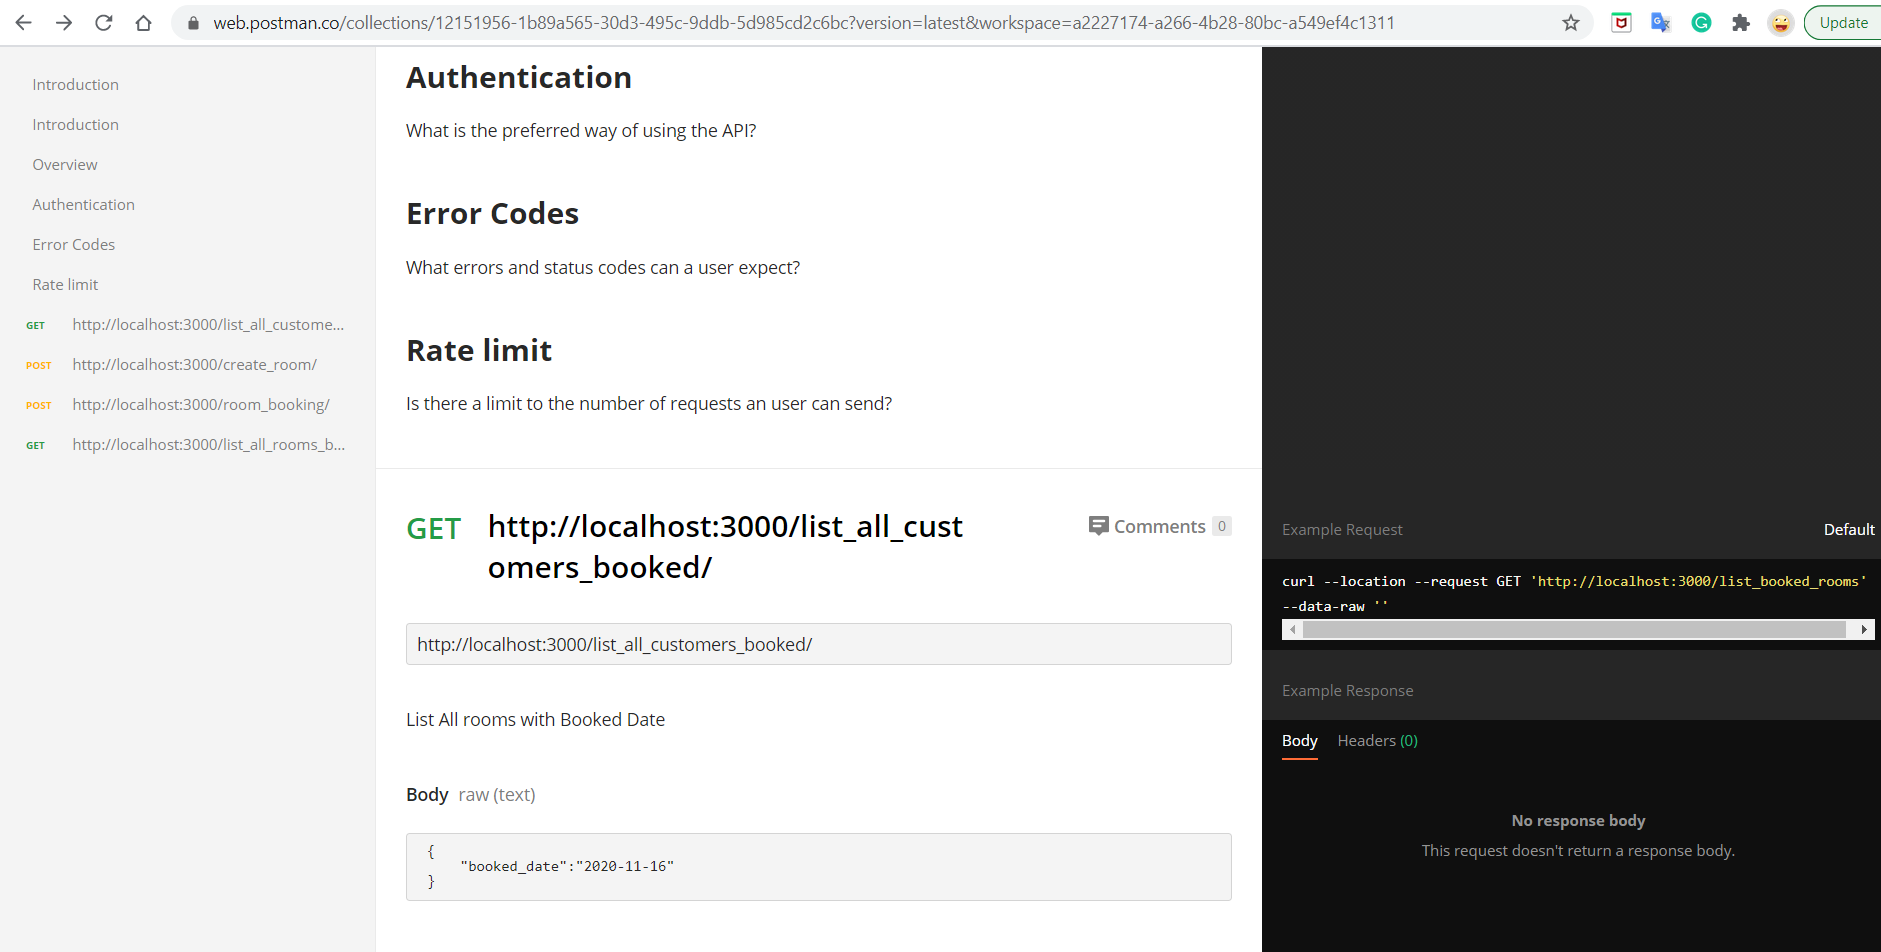 web.postman.co/collections/12151956-1b89a565-30d3-495c-9ddb-5d985cd2c6bc?version=latest&workspace=a2227174-a266-4b28-80bc-a549ef4c1311
Update
Introduction
Introduction
Overview
Authentication
Error Codes
Rate limit
GET http://localhost:3000/list_all_custome...
POST http://localhost:3000/create_room/
POST http://localhost:3000/room_booking/
GET http://localhost:3000/list_all_rooms_b...
Authentication
What is the preferred way of using the API?
Error Codes
What errors and status codes can a user expect?
Rate limit
Is there a limit to the number of requests an user can send?
GET http://localhost:3000/list_all_cust
omers_booked/
Comments 0
http://localhost:3000/list_all_customers_booked/
List All rooms with Booked Date
Body raw (text)
{
"booked_date":"2020-11-16"
}
Example Request Default
curl --location --request GET 'http://localhost:3000/list_booked_rooms'
--data-raw ''
Example Response
Body Headers (0)
No response body
This request doesn't return a response body.